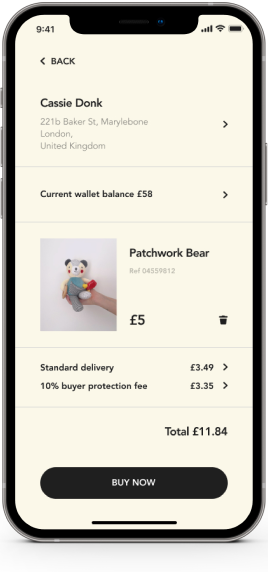 9:41
BACK
Cassie Donk
221b Baker St, Marylebone
London,
United Kingdom
Current wallet balance £58
Patchwork Bear
Ref 04559812
£5
Standard delivery £3.49
10% buyer protection fee £3.35
Total £11.84
BUY NOW